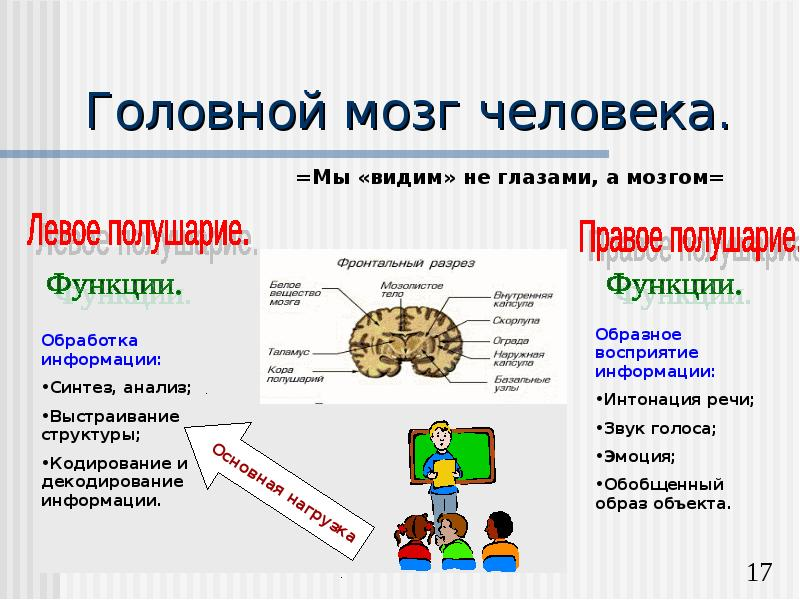 Головной мозг человека.
=Мы «видим» не глазами, а мозгом=
Левое полушарие.
Функции.
Обработка
информации:
•Синтез, анализ;
•Выстраивание
структуры;
•Кодирование и
декодирование
информации.
Фронтальный разрез
Белое
вещество
мозга
Мозолистое
тело
Внутренняя
капсула
Скорлупа
Ограда
Наружная
капсула
Базальные
узлы
Таламус
Кора
полушарий
Основная нагрузка
Правое полушарие.
Функции.
Образное
восприятие
информации:
•Интонация речи;
•Звук голоса;
•Эмоция;
•Обобщенный
образ объекта.
17